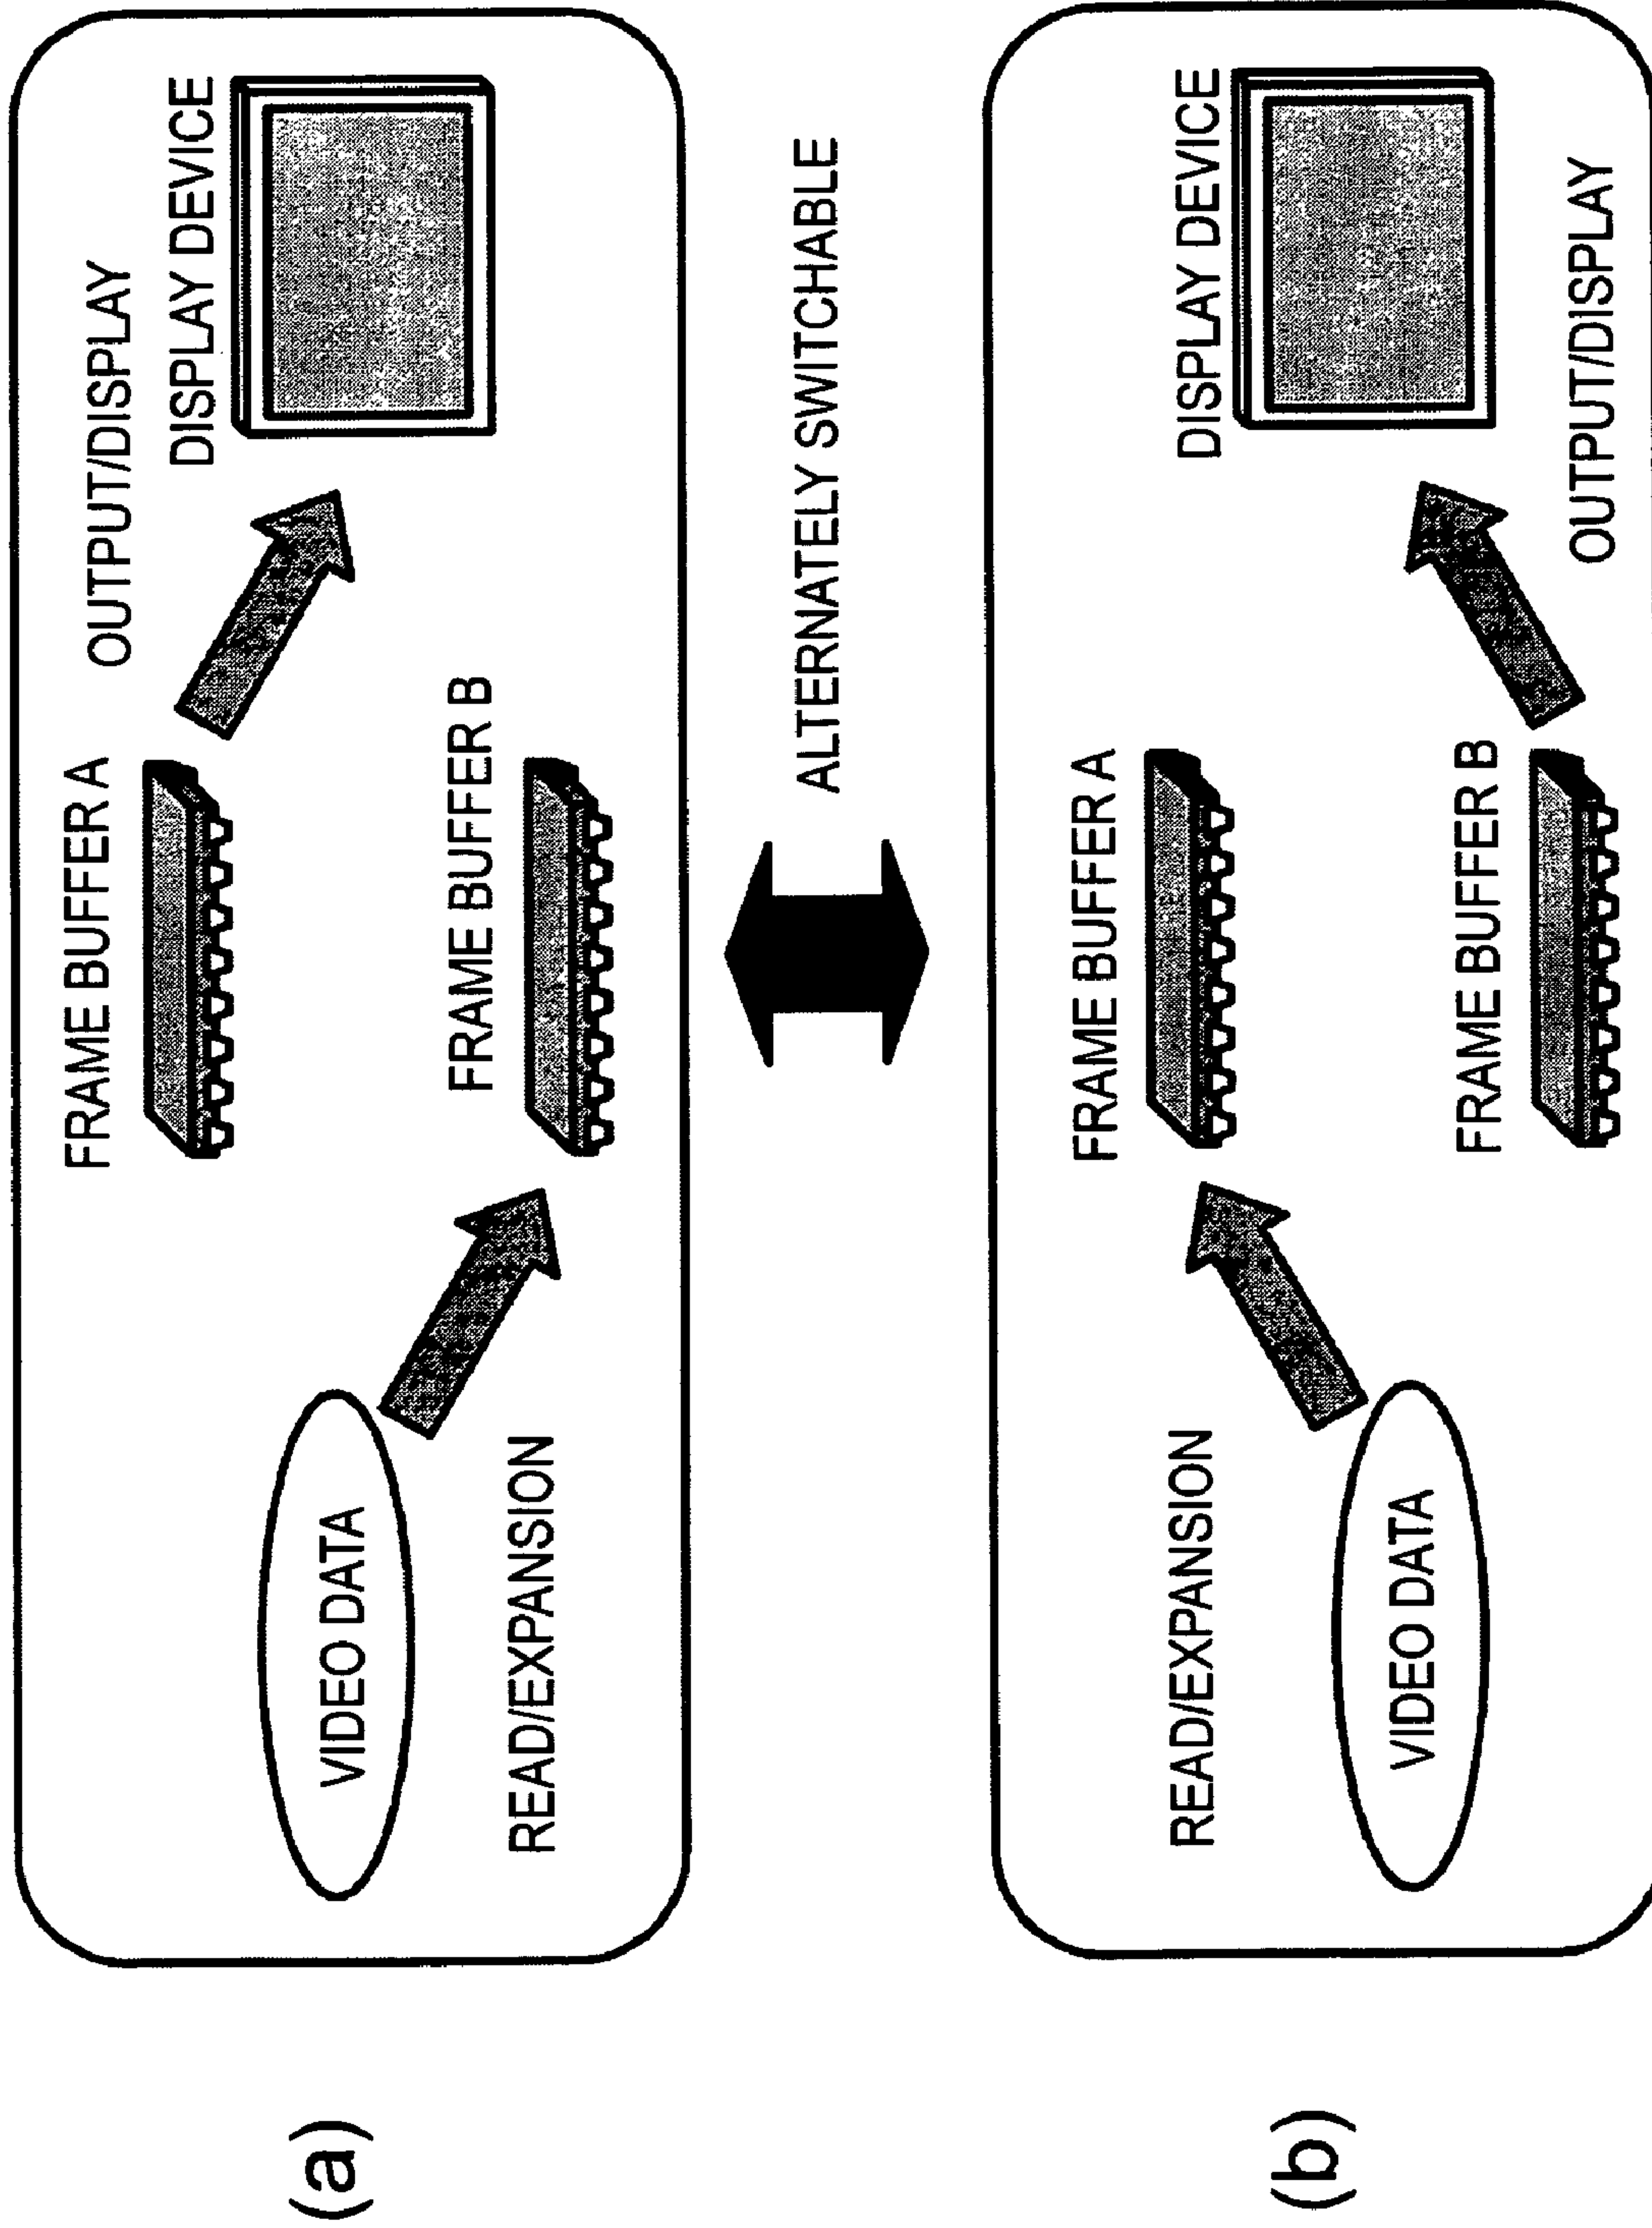 (a)
FRAME BUFFER A
OUTPUT/DISPLAY
DISPLAY DEVICE
VIDEO DATA
FRAME BUFFER B
READ/EXPANSION
ALTERNATELY SWITCHABLE
(b)
FRAME BUFFER A
READ/EXPANSION
DISPLAY DEVICE
VIDEO DATA
FRAME BUFFER B
OUTPUT/DISPLAY